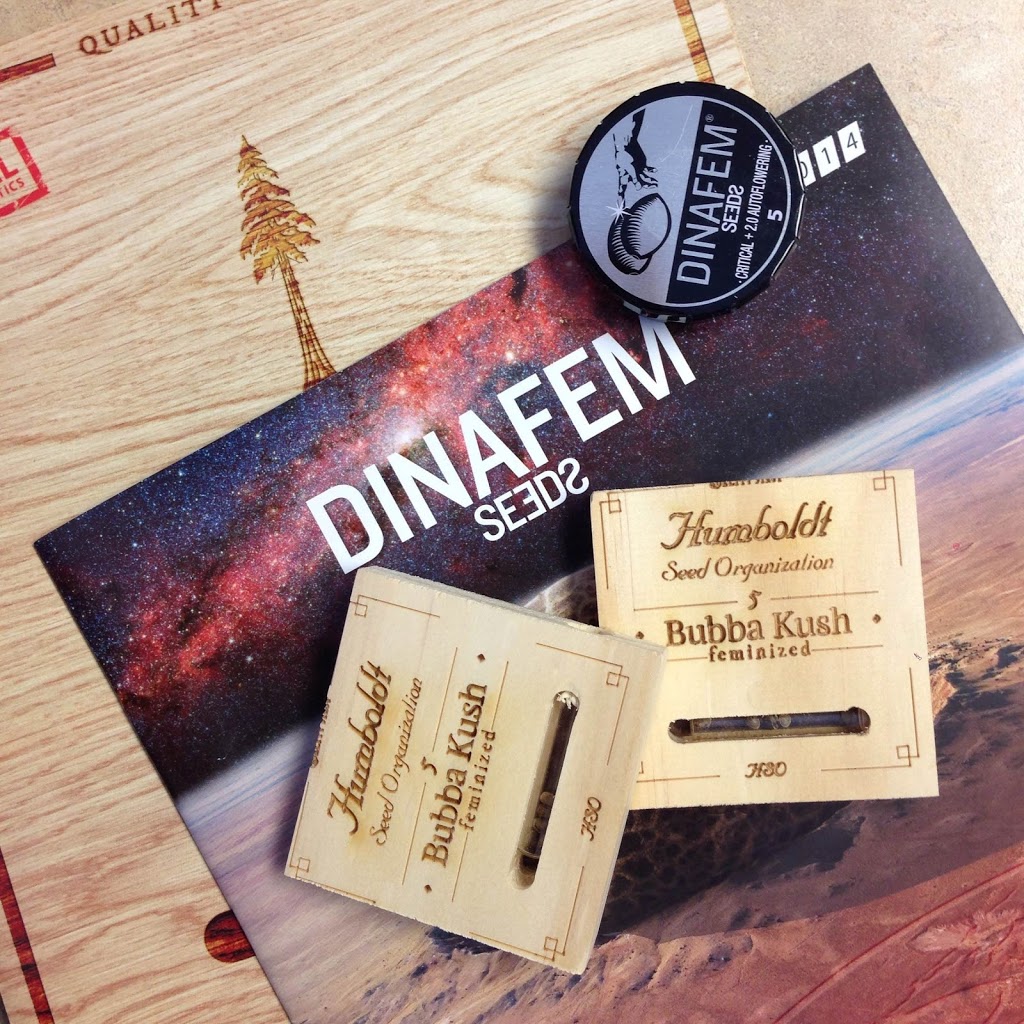 QUALITY
L
TICS
014
DINAFEM®
SEEDS
· CRITICAL + 2.0 AUTOFLOWERING ·
5
DINAFEM
SEEDS
Humboldt
Seed Organization
5
Bubba Kush
feminized
HSO
Humboldt
Seed Organization
5
Bubba Kush
feminized
HSO